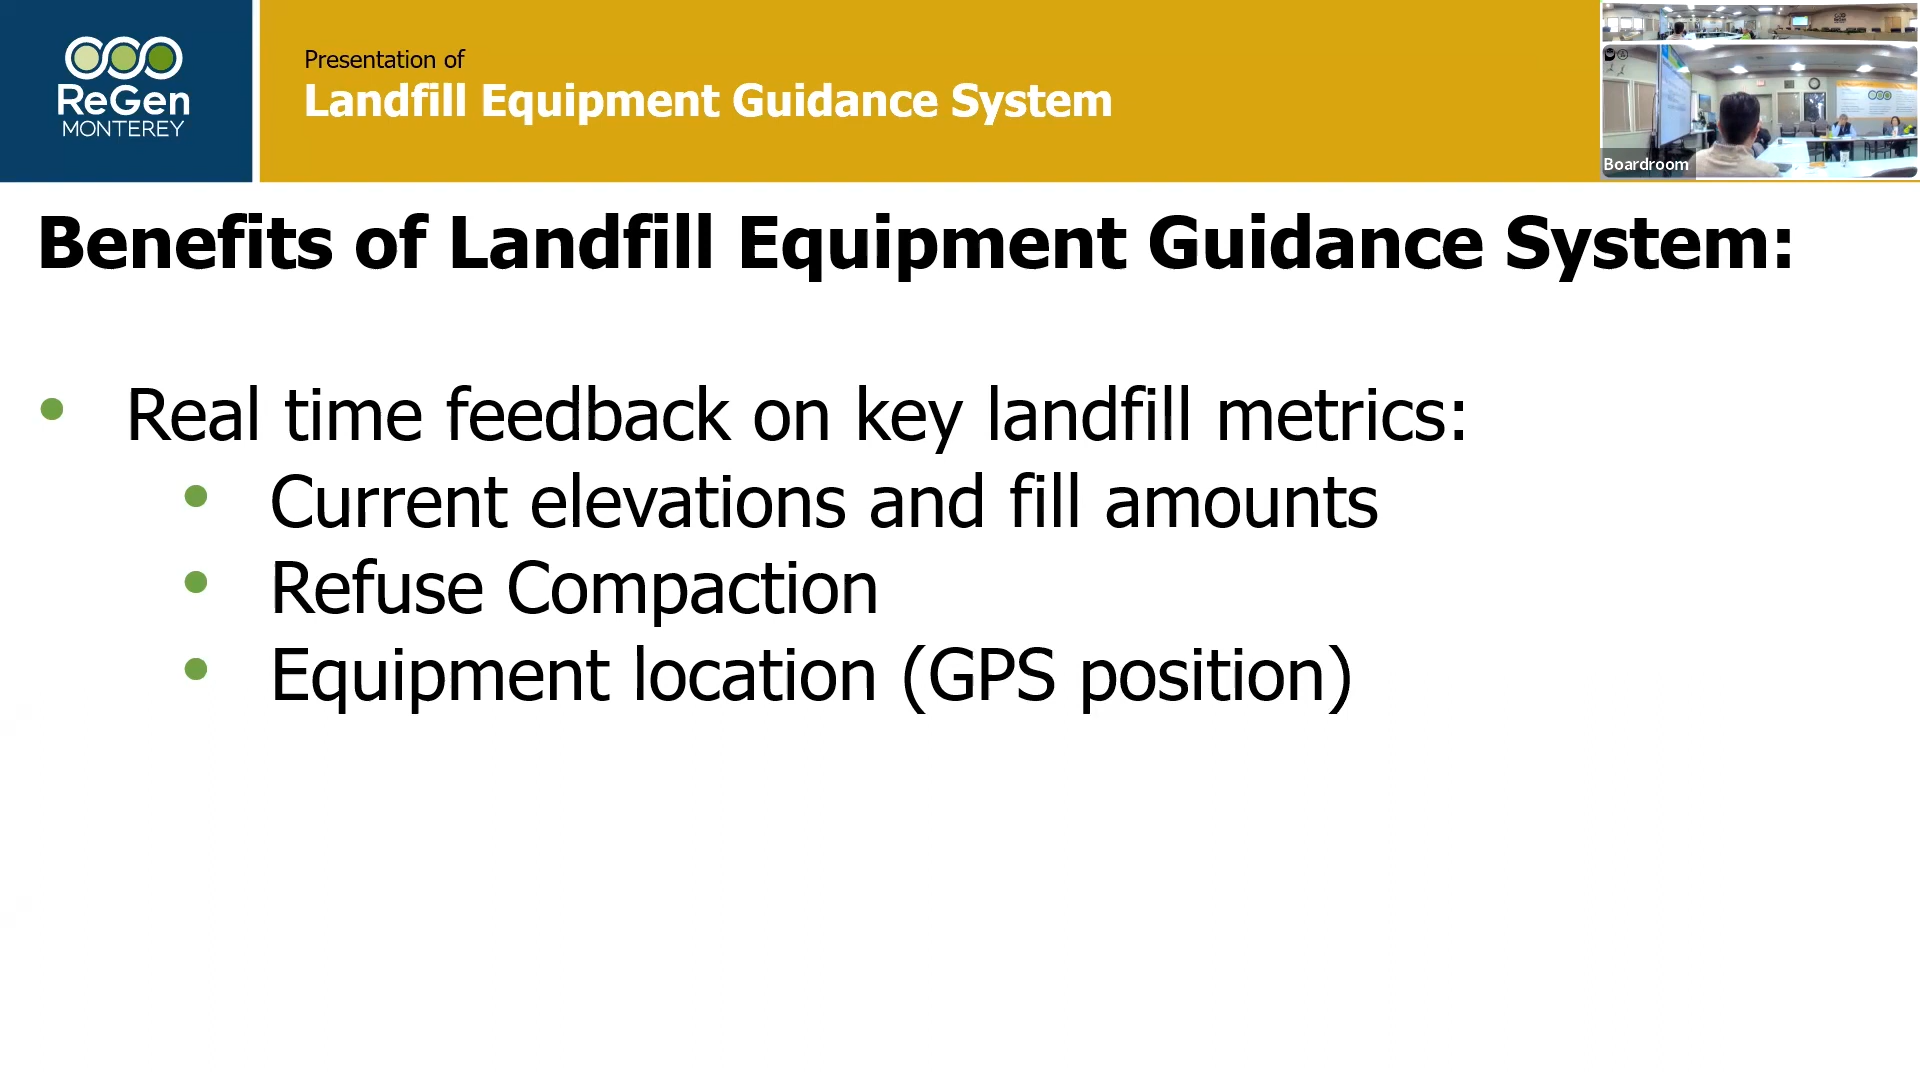 ReGen
MONTEREY
Presentation of
Landfill Equipment Guidance System
Boardroom
Benefits of Landfill Equipment Guidance System:
• Real time feedback on key landfill metrics:
• Current elevations and fill amounts
• Refuse Compaction
• Equipment location (GPS position)